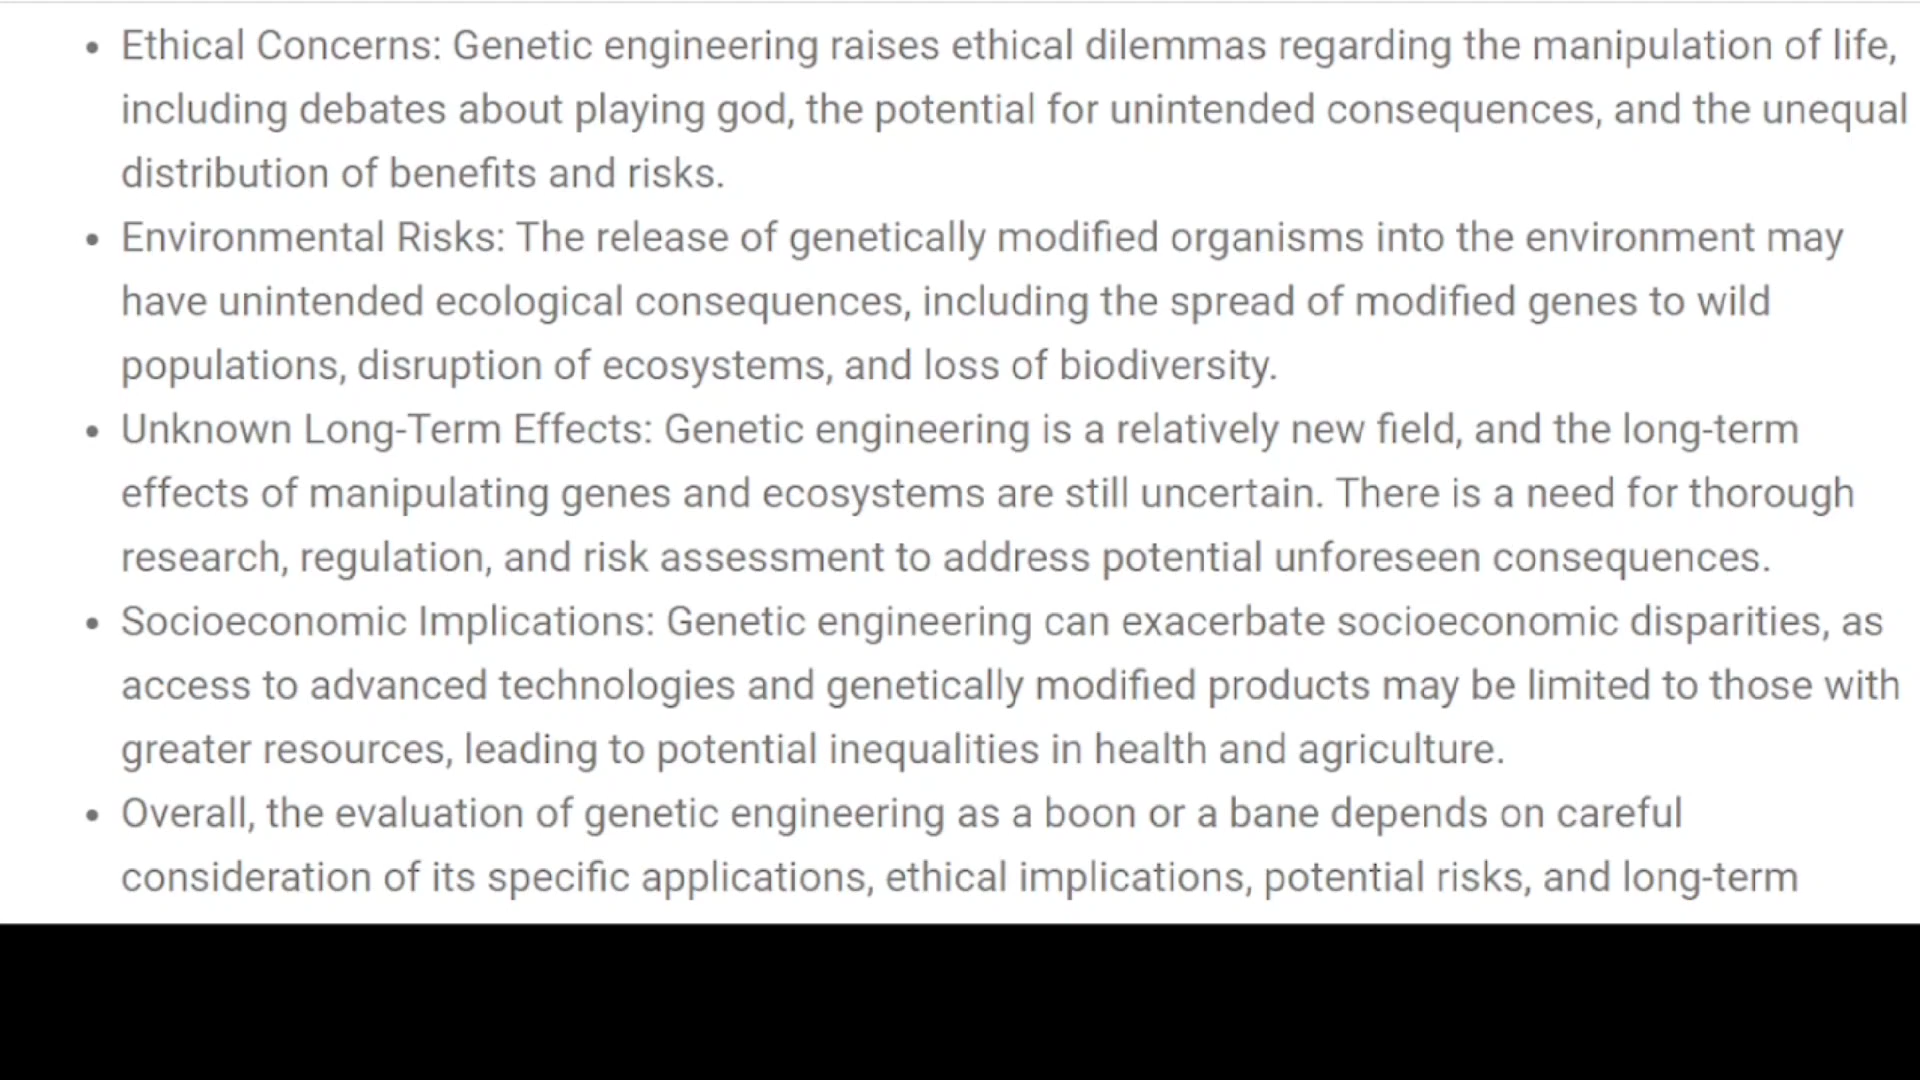 • Ethical Concerns: Genetic engineering raises ethical dilemmas regarding the manipulation of life,
including debates about playing god, the potential for unintended consequences, and the unequal
distribution of benefits and risks.
• Environmental Risks: The release of genetically modified organisms into the environment may
have unintended ecological consequences, including the spread of modified genes to wild
populations, disruption of ecosystems, and loss of biodiversity.
• Unknown Long-Term Effects: Genetic engineering is a relatively new field, and the long-term
effects of manipulating genes and ecosystems are still uncertain. There is a need for thorough
research, regulation, and risk assessment to address potential unforeseen consequences.
• Socioeconomic Implications: Genetic engineering can exacerbate socioeconomic disparities, as
access to advanced technologies and genetically modified products may be limited to those with
greater resources, leading to potential inequalities in health and agriculture.
• Overall, the evaluation of genetic engineering as a boon or a bane depends on careful
consideration of its specific applications, ethical implications, potential risks, and long-term